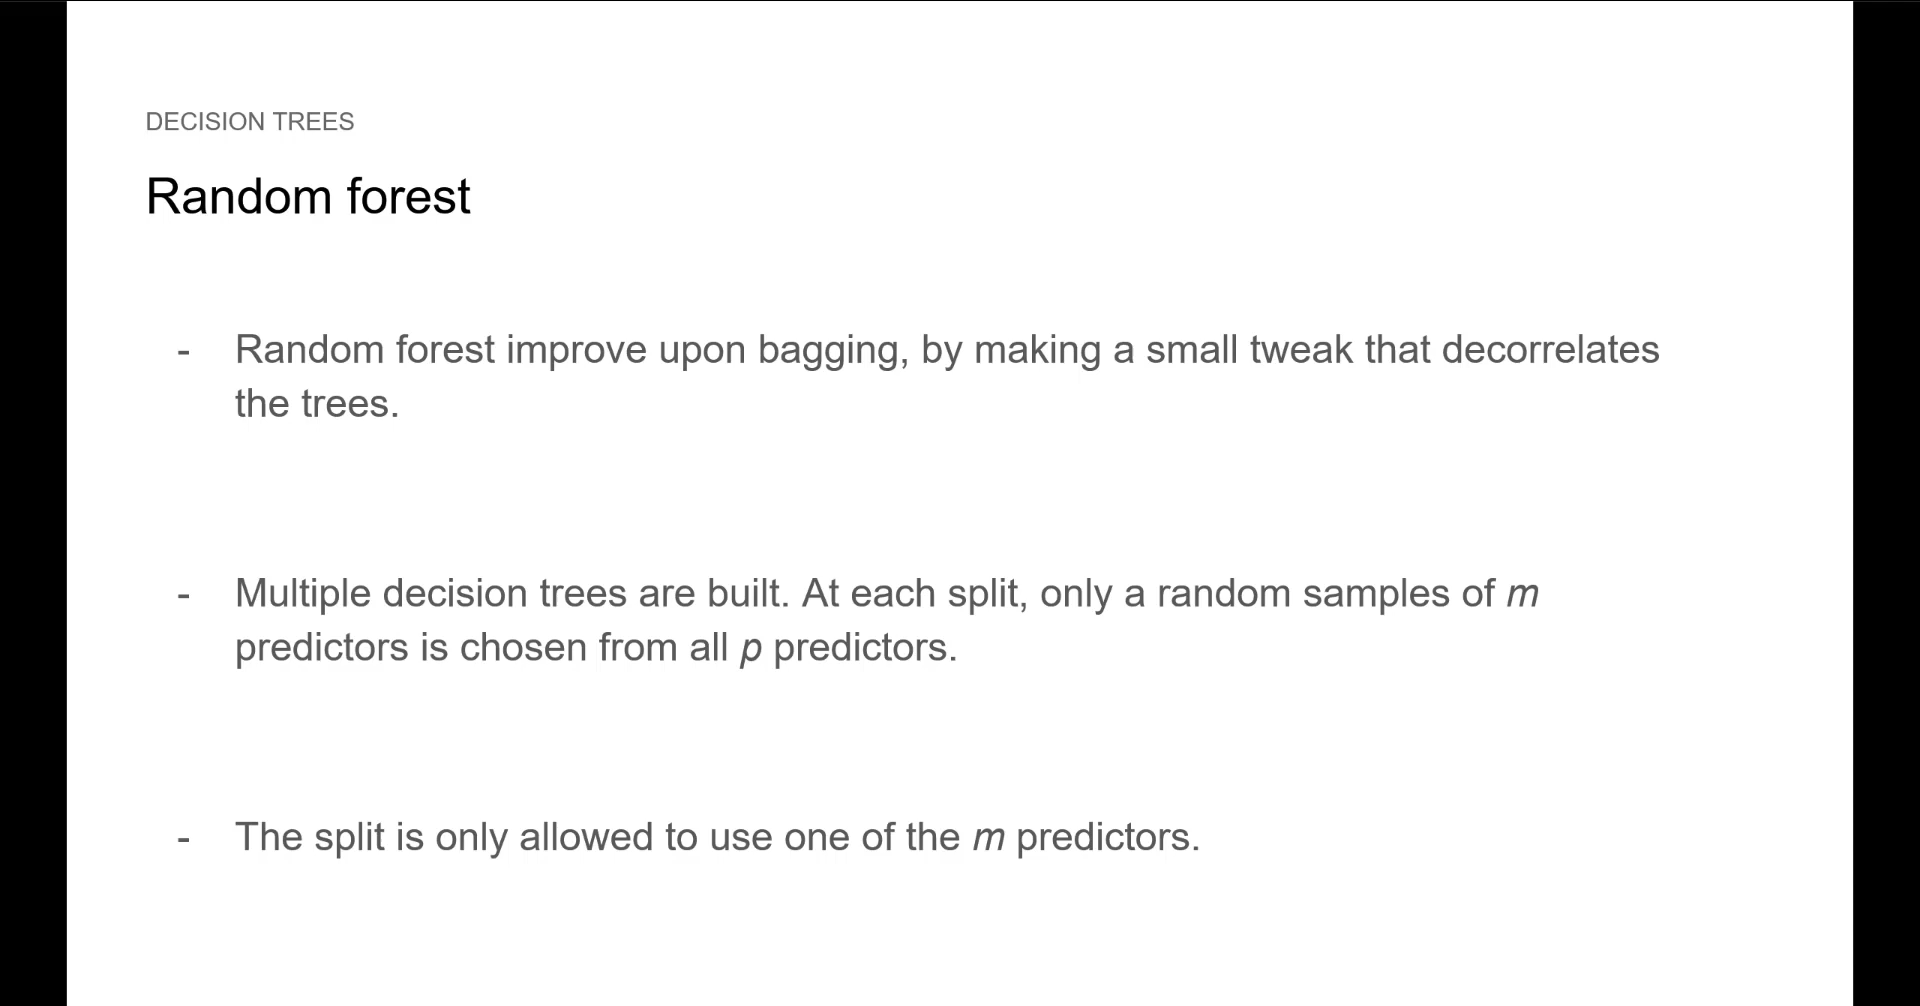 DECISION TREES
Random forest
- Random forest improve upon bagging, by making a small tweak that decorrelates
the trees.
- Multiple decision trees are built. At each split, only a random samples of m
predictors is chosen from all p predictors.
- The split is only allowed to use one of the m predictors.